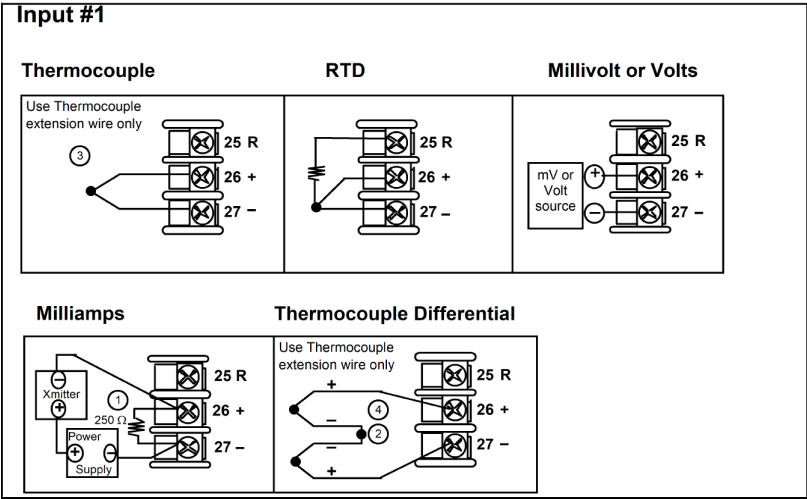 Input #1
Thermocouple
RTD
Millivolt or Volts
Use Thermocouple
extension wire only
3
25 R
26 +
27 –
25 R
26 +
27 –
mV or
Volt
source
+
–
25 R
26 +
27 –
Milliamps
Thermocouple Differential
–
Xmitter
+
1
250 Ω
Power
+ –
Supply
25 R
26 +
27 –
Use Thermocouple
extension wire only
+
4
–
2
–
+
25 R
26 +
27 –